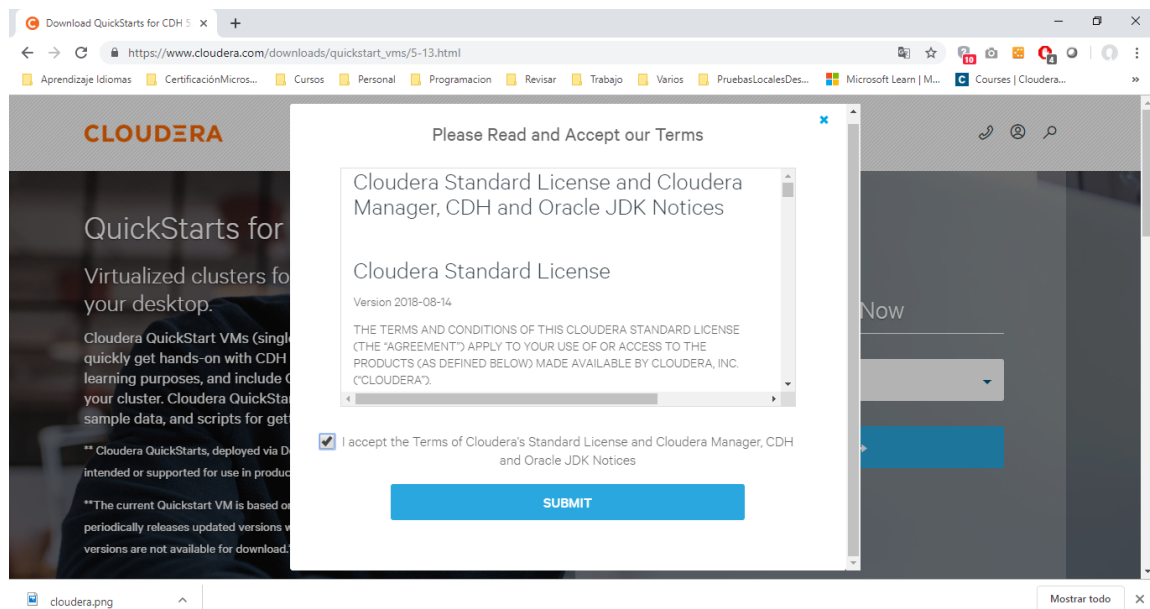 Download QuickStarts for CDH 5
https://www.cloudera.com/downloads/quickstart_vms/5-13.html
10
4
Aprendizaje Idiomas
CertificaciónMicros...
Cursos
Personal
Programacion
Revisar
Trabajo
Varios
PruebasLocalesDes...
Microsoft Learn | M...
C Courses | Cloudera...
»
CLOUDERA
Please Read and Accept our Terms
Cloudera Standard License and Cloudera
Manager, CDH and Oracle JDK Notices
QuickStarts for
Cloudera Standard License
Virtualized clusters fo
your desktop.
Version 2018-08-14
Now
THE TERMS AND CONDITIONS OF THIS CLOUDERA STANDARD LICENSE
(THE “AGREEMENT”) APPLY TO YOUR USE OF OR ACCESS TO THE
PRODUCTS (AS DEFINED BELOW) MADE AVAILABLE BY CLOUDERA, INC.
(“CLOUDERA”).
Cloudera QuickStart VMs (singl
quickly get hands-on with CDH
learning purposes, and include
your cluster. Cloudera QuickSta
sample data, and scripts for get
I accept the Terms of Cloudera's Standard License and Cloudera Manager, CDH
and Oracle JDK Notices
** Cloudera QuickStarts, deployed via D
intended or supported for use in produc
SUBMIT
**The current Quickstart VM is based o
periodically releases updated versions
versions are not available for download.
cloudera.png
Mostrar todo